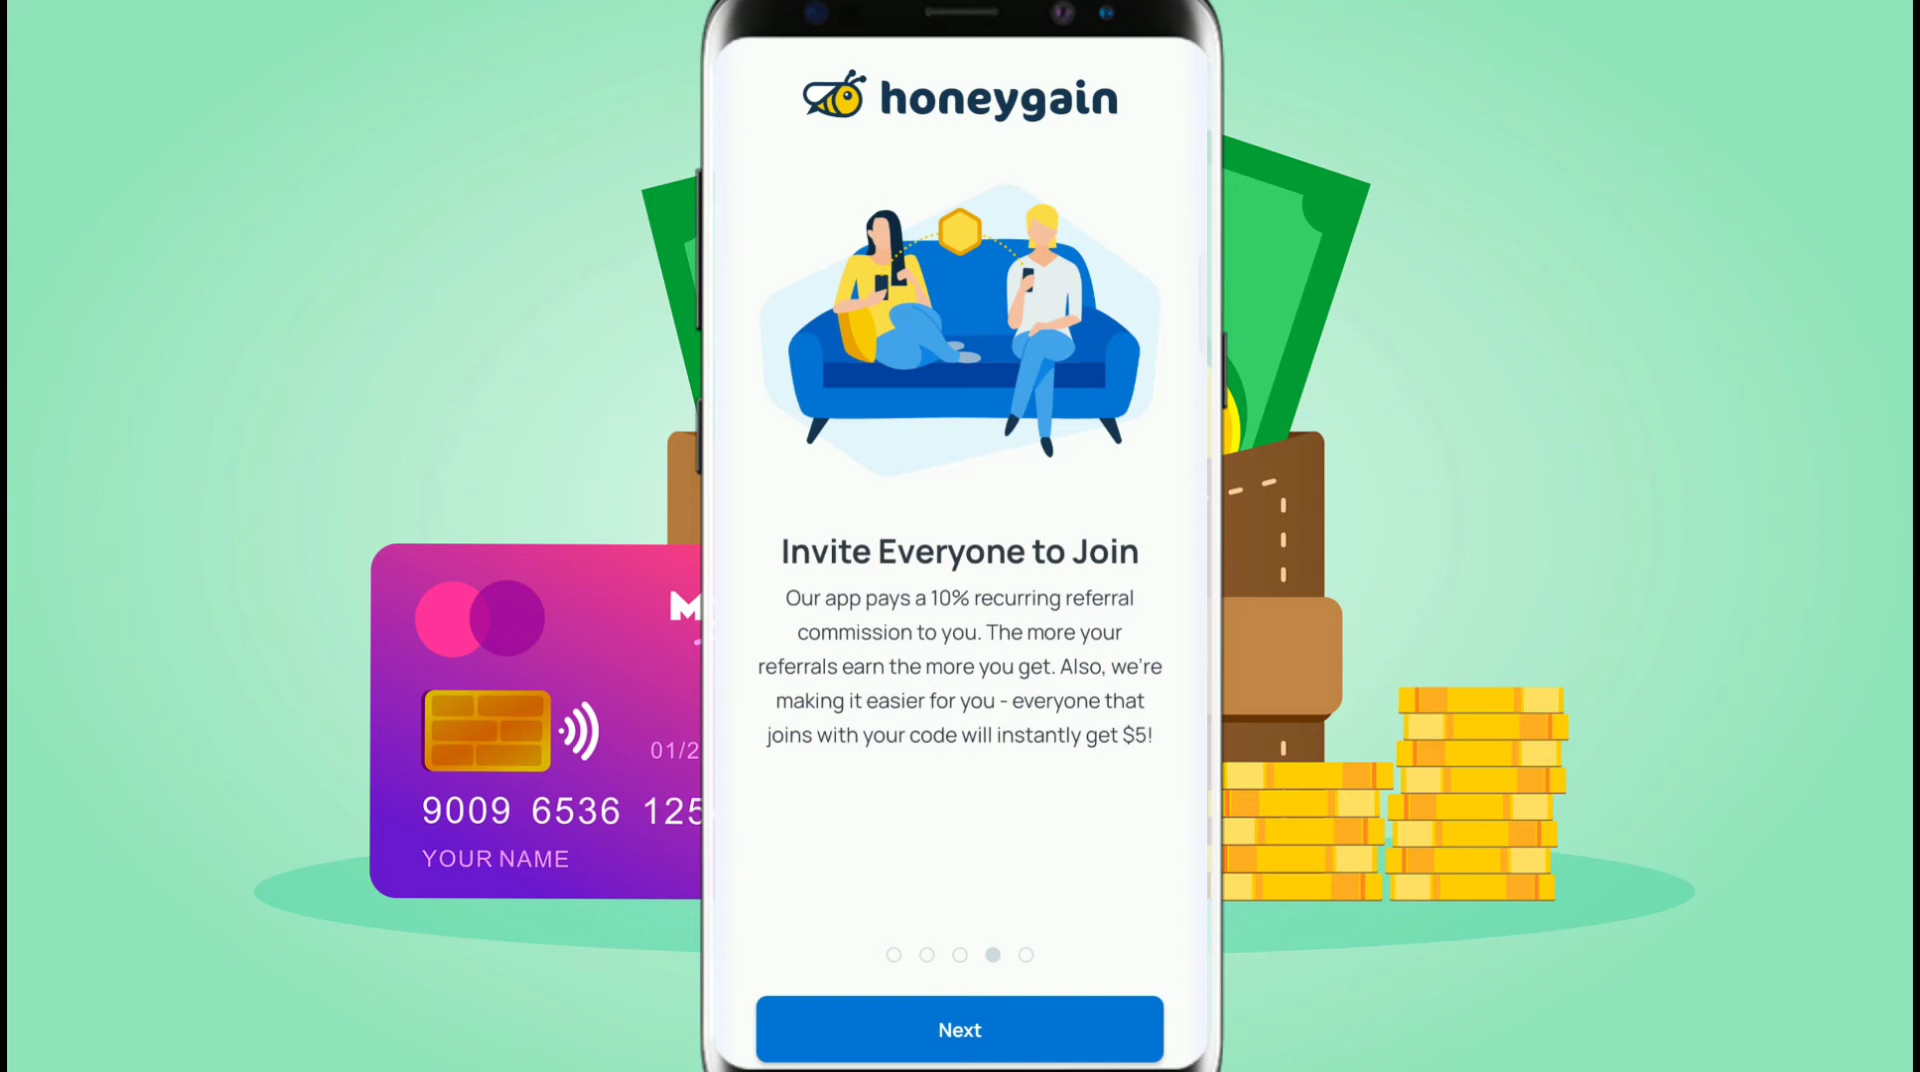 honeygain
Invite Everyone to Join
Our app pays a 10% recurring referral
commission to you. The more your
referrals earn the more you get. Also, we're
making it easier for you - everyone that
joins with your code will instantly get $5!
Next
M
01/2
9009 6536 125
YOUR NAME